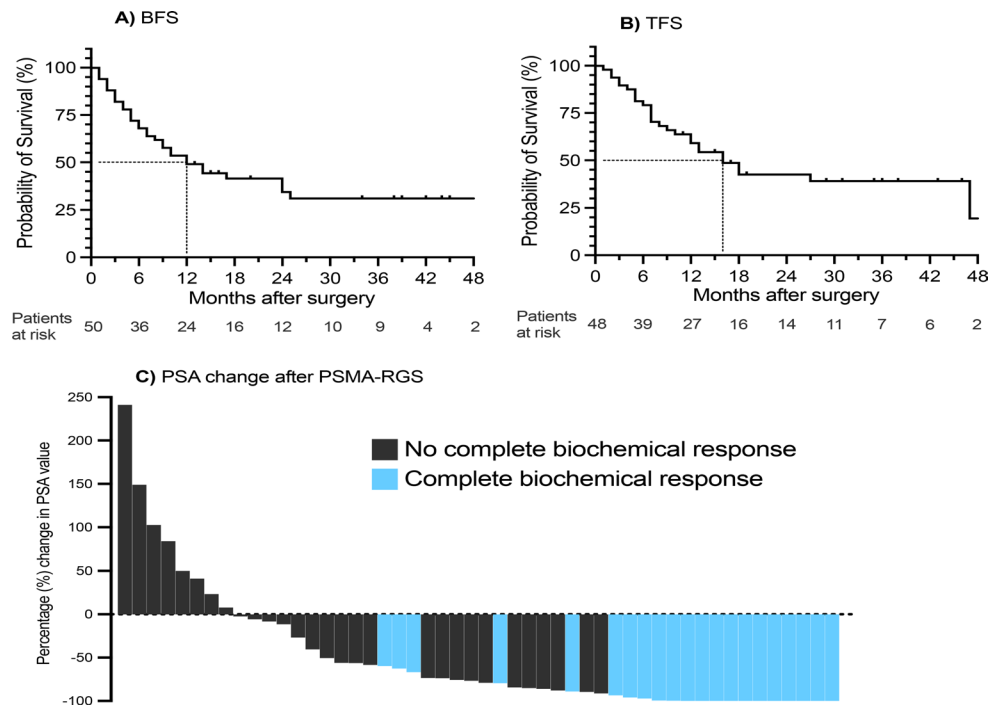 A) BFS
Probability of Survival (%)
100
75
50
25
0
0 6 12 18 24 30 36 42 48
Months after surgery
Patients
at risk
50 36 24 16 12 10 9 4 2
B) TFS
Probability of Survival (%)
100
75
50
25
0
0 6 12 18 24 30 36 42 48
Months after surgery
Patients
at risk
48 39 27 16 14 11 7 6 2
C) PSA change after PSMA-RGS
Percentage (%) change in PSA value
250
200
150
100
50
0
-50
-100
No complete biochemical response
Complete biochemical response